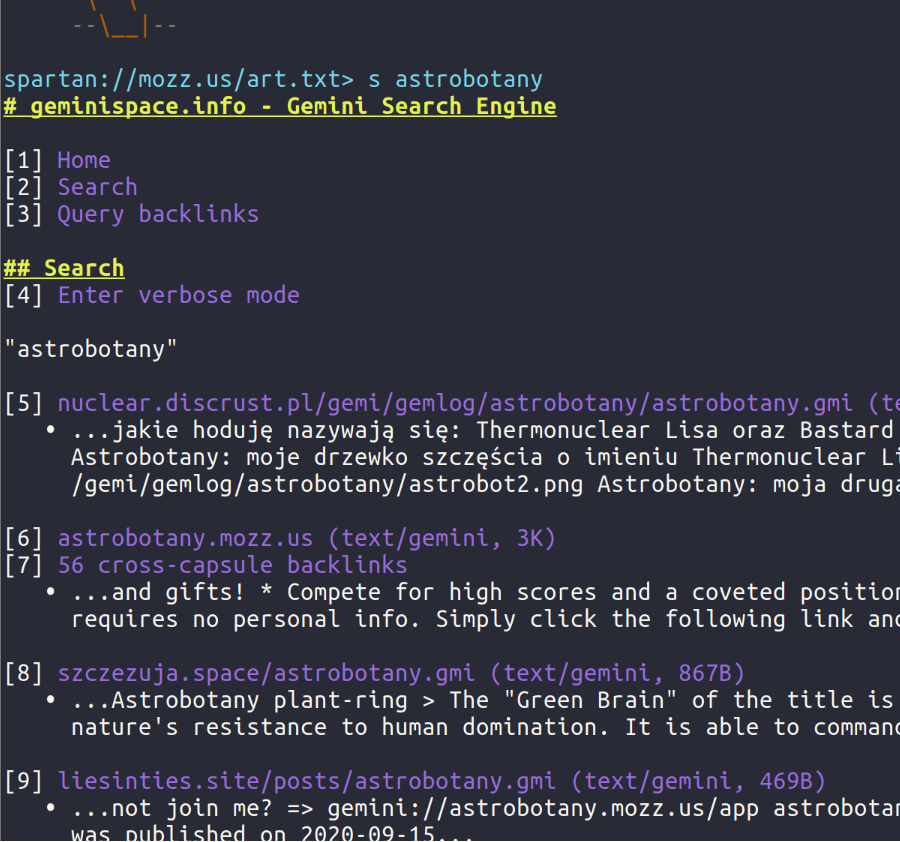 --\__|--
spartan://mozz.us/art.txt> s astrobotany
# geminispace.info - Gemini Search Engine
[1] Home
[2] Search
[3] Query backlinks
## Search
[4] Enter verbose mode
"astrobotany"
[5] nuclear.discrust.pl/gemi/gemlog/astrobotany/astrobotany.gmi (te
• ...jakie hoduję nazywają się: Thermonuclear Lisa oraz Bastard
Astrobotany: moje drzewko szczęścia o imieniu Thermonuclear Li
/gemi/gemlog/astrobotany/astrobot2.png Astrobotany: moja druga
[6] astrobotany.mozz.us (text/gemini, 3K)
[7] 56 cross-capsule backlinks
• ...and gifts! * Compete for high scores and a coveted position
requires no personal info. Simply click the following link and
[8] szczezuja.space/astrobotany.gmi (text/gemini, 867B)
• ...Astrobotany plant-ring > The "Green Brain" of the title is
nature's resistance to human domination. It is able to command
[9] liesinties.site/posts/astrobotany.gmi (text/gemini, 469B)
• ...not join me? => gemini://astrobotany.mozz.us/app astrobotan
was published on 2020-09-15...